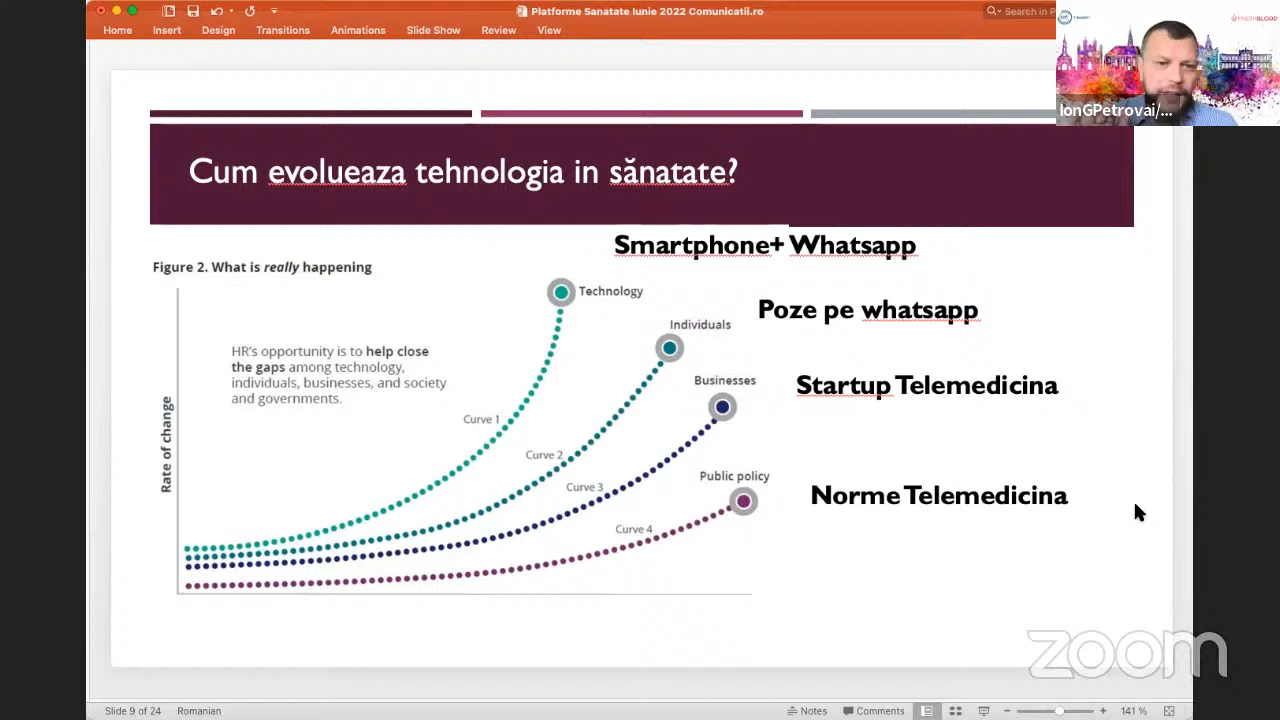 Platforme Sanatate Iunie 2022 Comunicatii.ro
Search in P
Home Insert Design Transitions Animations Slide Show Review View
FRESHBLOOD
IonGPetrovai/...
Cum evolueaza tehnologia in sănatate?
Smartphone+ Whatsapp
Figure 2. What is really happening
Technology
Poze pe whatsapp
Individuals
HR's opportunity is to help close
the gaps among technology,
individuals, businesses, and society
and governments.
Businesses
Startup Telemedicina
Rate of change
Curve 1
Curve 2
Curve 3
Public policy
Norme Telemedicina
Curve 4
zoom
Slide 9 of 24 Romanian Notes Comments 141 %